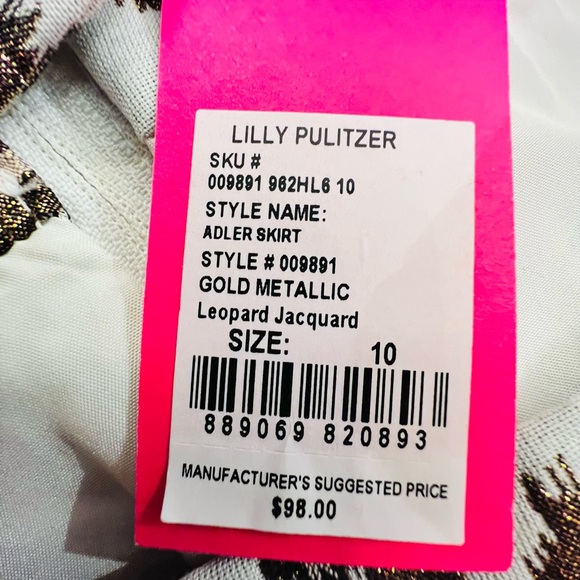 LILLY PULITZER
SKU #
009891 962HL6 10
STYLE NAME:
ADLER SKIRT
STYLE # 009891
GOLD METALLIC
Leopard Jacquard
SIZE: 10
889069 820893
MANUFACTURER'S SUGGESTED PRICE
$98.00